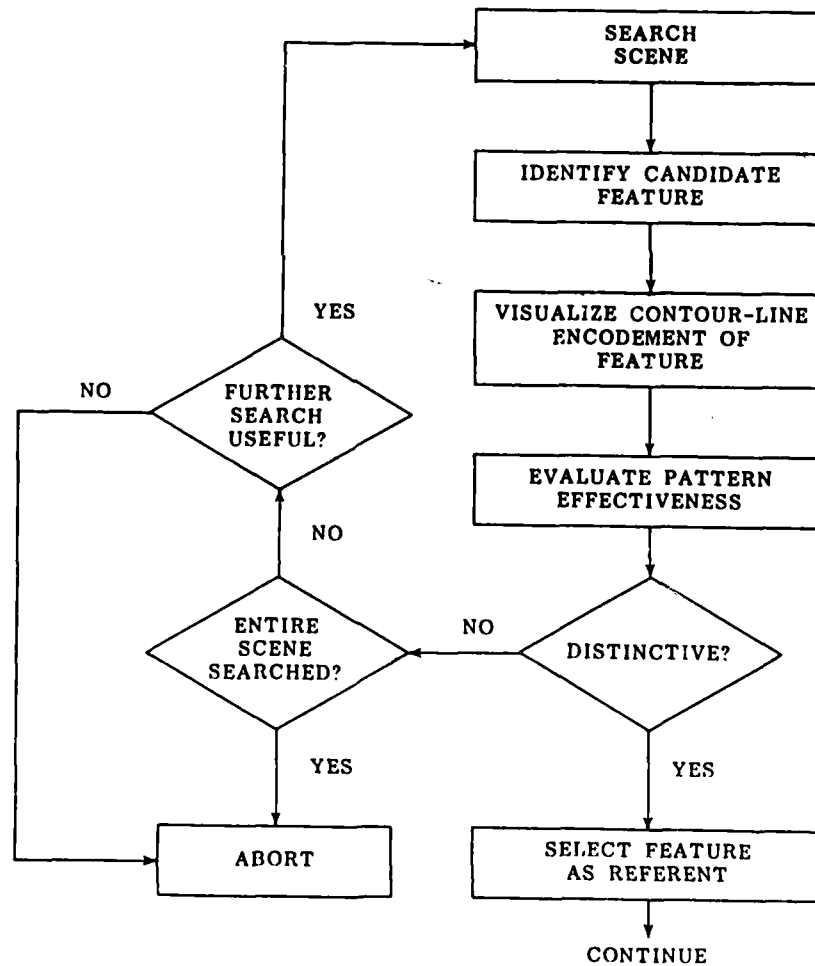 SEARCH
SCENE
IDENTIFY CANDIDATE
FEATURE
VISUALIZE CONTOUR-LINE
ENCODEMENT OF
FEATURE
EVALUATE PATTERN
EFFECTIVENESS
DISTINCTIVE?
NO
YES
SELECT FEATURE
AS REFERENT
CONTINUE
ENTIRE
SCENE
SEARCHED?
NO
YES
ABORT
FURTHER
SEARCH
USEFUL?
YES
NO